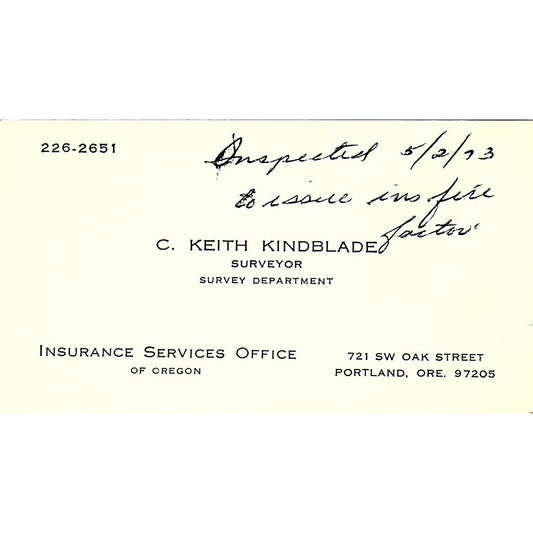 226-2651
Inspected 5/2/73
to issue ins fire
factor
C. KEITH KINDBLADE
SURVEYOR
SURVEY DEPARTMENT
INSURANCE SERVICES OFFICE
OF OREGON
721 SW OAK STREET
PORTLAND, ORE. 97205